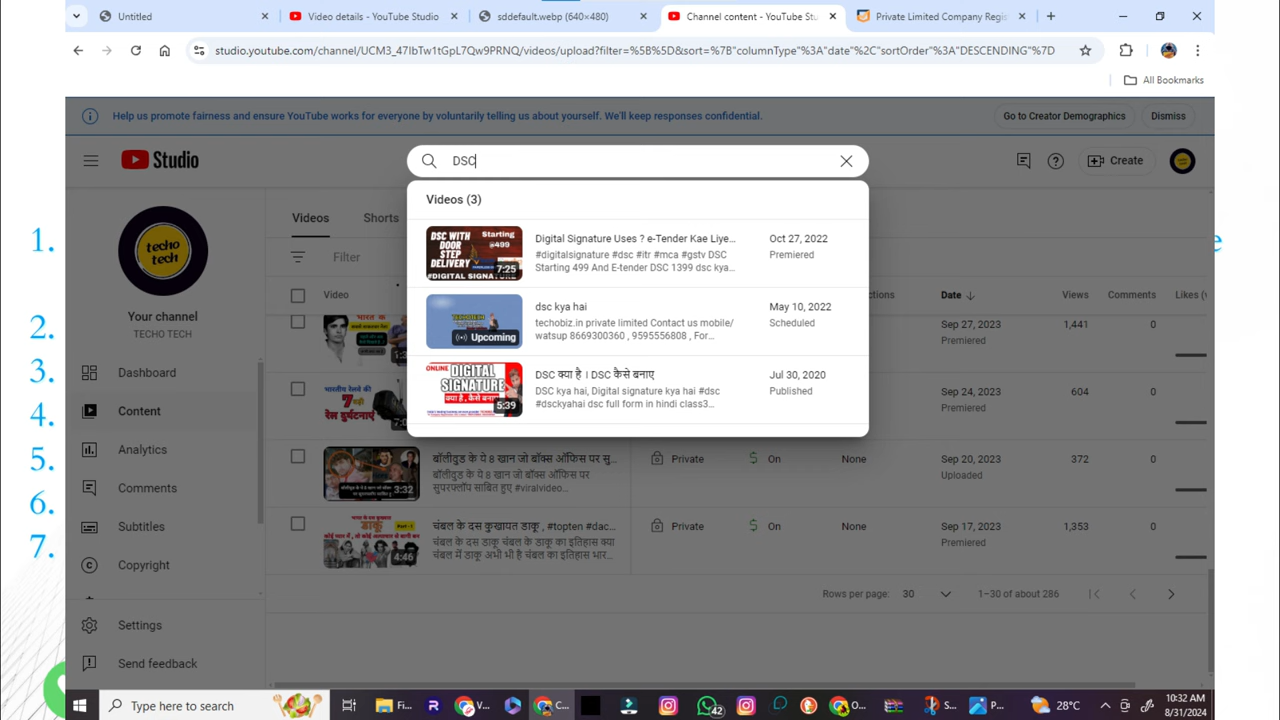 Untitled
Video details - YouTube Studio
sddefault.webp (640×480)
Channel content - YouTube Stu
Private Limited Company Regis
studio.youtube.com/channel/UCM3_47IbTw1tGpL7Qw9PRNQ/videos/upload?filter=%5B%5D&sort=%7B"columnType"%3A"date"%2C"sortOrder"%3A"DESCENDING"%7D
All Bookmarks
Help us promote fairness and ensure YouTube works for everyone by voluntarily telling us about yourself. We'll keep responses confidential.
Go to Creator Demographics
Dismiss
Studio
DSC
Create
techo
tech
Your channel
TECHO TECH
Dashboard
Content
Analytics
Comments
Subtitles
Copyright
Settings
Send feedback
1.
2.
3.
4.
5.
6.
7.
e
Videos
Shorts
Filter
Video
Date
Views
Comments
Likes (v
Videos (3)
DSC WITH
DOOR
STEP
DELIVERY
Starting
@499
7:25
#DIGITAL SIGNA
Digital Signature Uses ? e-Tender Kae Liye...
#digitalsignature #dsc #itr #mca #gstv DSC
Starting 499 And E-tender DSC 1399 dsc kya...
Oct 27, 2022
Premiered
Upcoming
dsc kya hai
techobiz.in private limited Contact us mobile/
watsup 8669300360 , 9595556808 , For...
May 10, 2022
Scheduled
ONLINE
DIGITAL
SIGNATURE
क्या है , कैसे बनाए
5:39
DSC क्या है । DSC कैसे बनाए
DSC kya hai, Digital signature kya hai #dsc
#dsckyahai dsc full form in hindi class3...
Jul 30, 2020
Published
Sep 27, 2023
Premiered
1,441
0
भारतीय रेलवे की
7
रेल दुर्घटनाएं
Sep 24, 2023
Premiered
604
0
3:32
बॉलीवुड के ये 8 खान जो बॉक्स ऑफिस पर सु...
बॉलीवुड के ये 8 खान जो बॉक्स ऑफिस पर
सुपरफ्लॉप साबित हुए #viralvideo...
Private
On
None
Sep 20, 2023
Uploaded
372
0
डाकू
4:46
चंबल के दस कुख्यात डाकू , #topten #dac...
चंबल के दस डाकू चंबल के डाकू का इतिहास क्या
चंबल में डाकू अभी भी है चंबल का इतिहास भार...
Private
On
None
Sep 17, 2023
Premiered
1,353
0
Rows per page:
30
1–30 of about 286
Type here to search
Fi...
V...
C...
42
O...
S...
P...
28°C
10:32 AM
8/31/2024